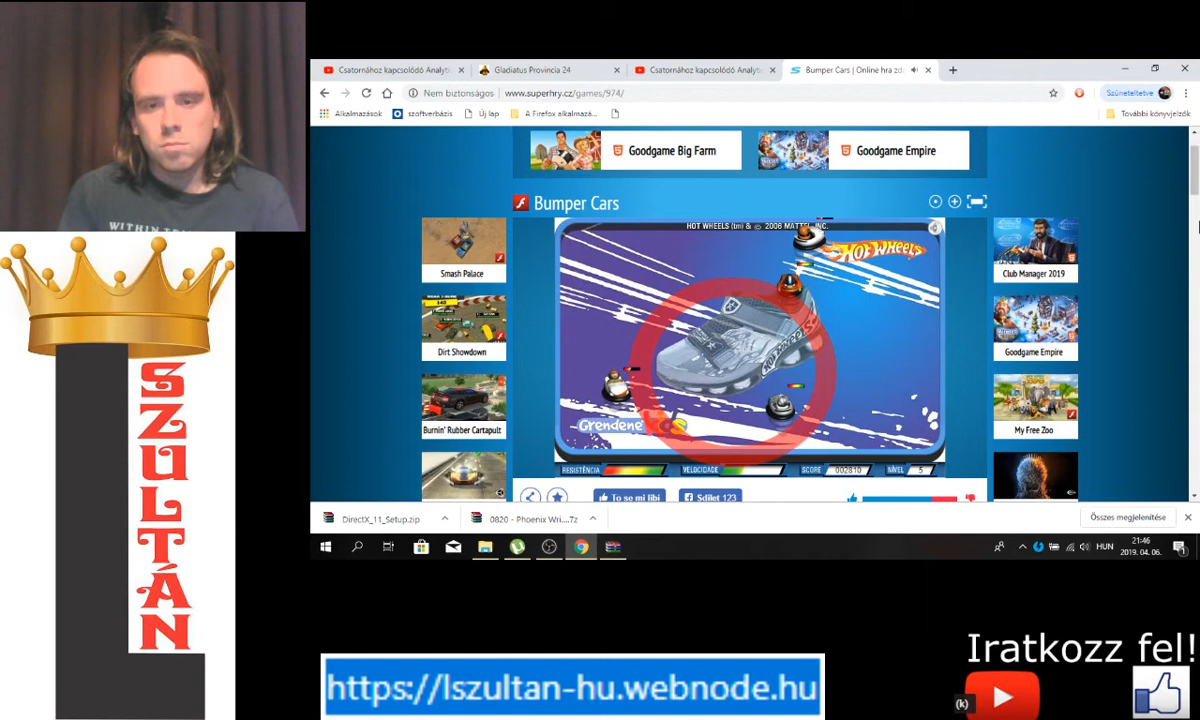 Csatornához kapcsolódó Analyti
Gladiatus Provincia 24
Csatornához kapcsolódó Analyti
Bumper Cars | Online hra zd
Nem biztonságos
www.superhry.cz/games/974/
Szüneteltetve
Alkalmazások
szoftverbázis
Új lap
A Firefox alkalmazá...
További könyvjelzők
Goodgame Big Farm
Goodgame Empire
Bumper Cars
HOT WHEELS (tm) & © 2006 MATTEL, INC.
HOT WHEELS
Smash Palace
Dirt Showdown
Burnin' Rubber Cartapult
Club Manager 2019
Goodgame Empire
My Free Zoo
Grendene kids
RESISTÊNCIA
VELOCIDADE
SCORE 002810
NÍVEL 5
To se mi líbí
Sdílet 123
DirectX_11_Setup.zip
0820 - Phoenix Wri....7z
Összes megjelenítése
HUN
21:46
2019. 04. 06.
L SZULTÁN
https://lszultan-hu.webnode.hu
Iratkozz fel!
(k)